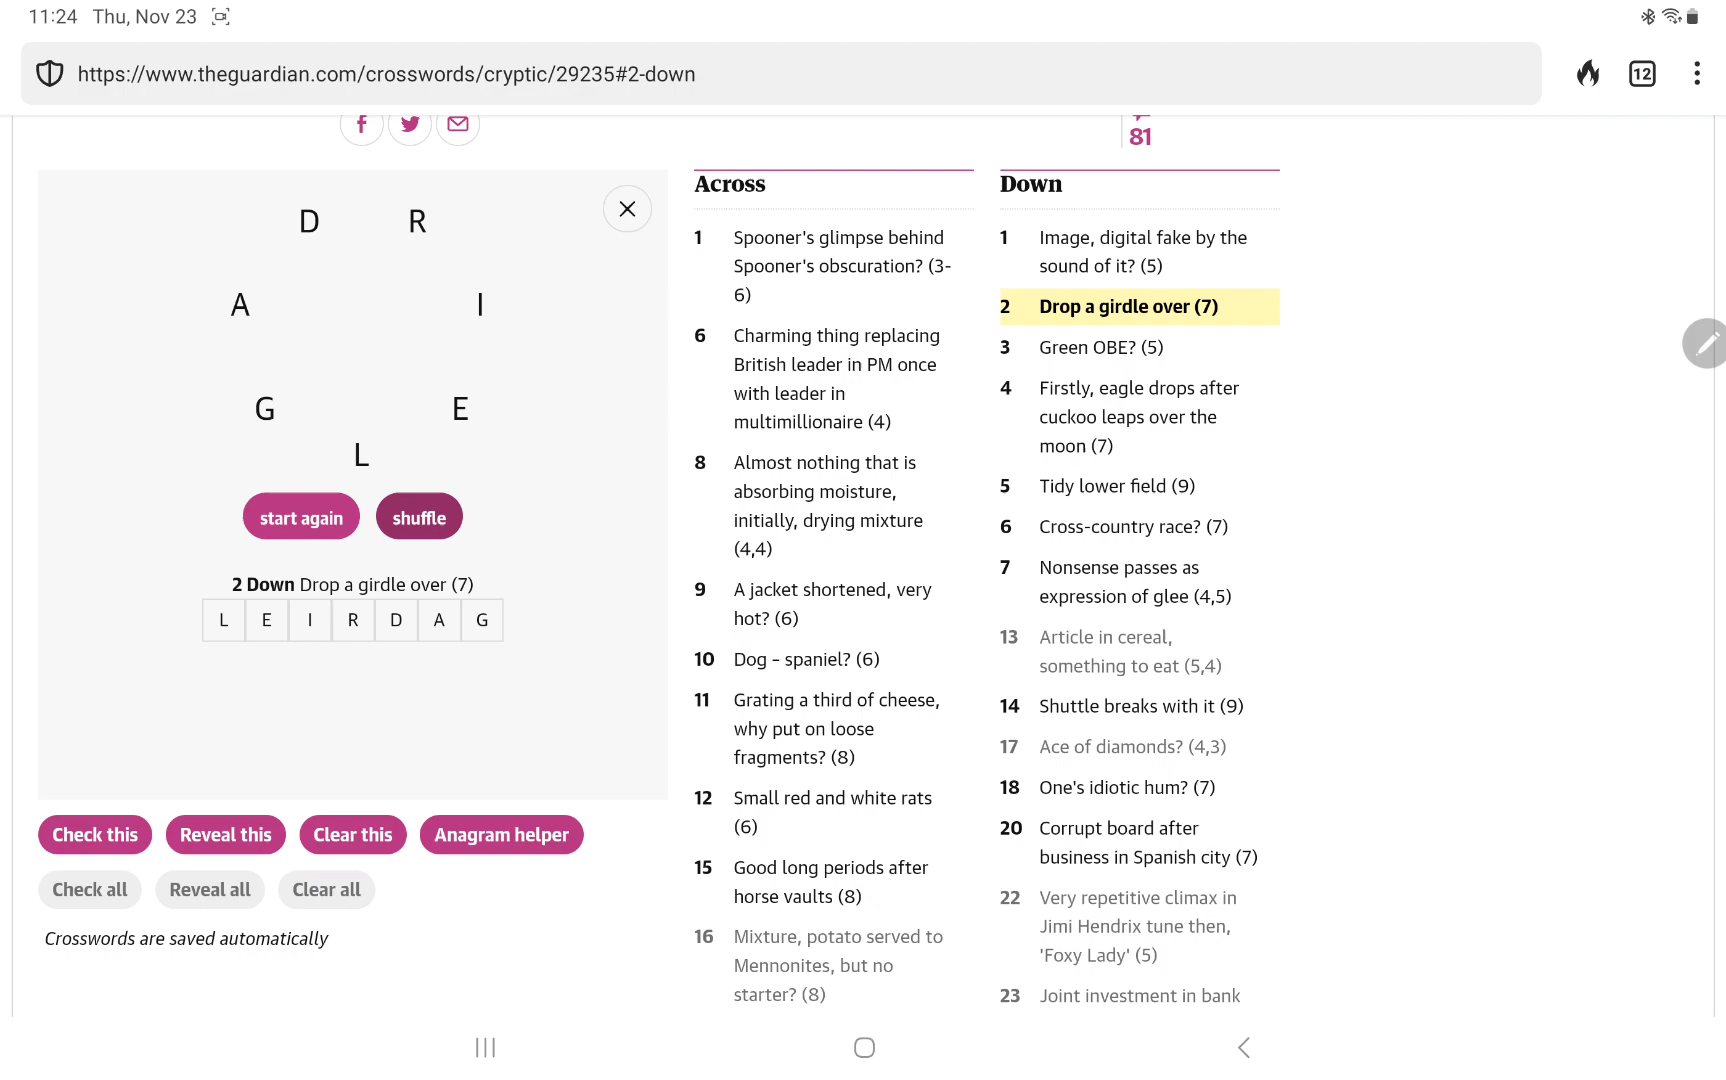 11:24 Thu, Nov 23
https://www.theguardian.com/crosswords/cryptic/29235#2-down
12
f
81
D R
A I
G E
L
start again shuffle
2 Down Drop a girdle over (7)
L E I R D A G
Check this Reveal this Clear this Anagram helper
Check all Reveal all Clear all
Crosswords are saved automatically
Across
1 Spooner's glimpse behind
Spooner's obscuration? (3-
6)
6 Charming thing replacing
British leader in PM once
with leader in
multimillionaire (4)
8 Almost nothing that is
absorbing moisture,
initially, drying mixture
(4,4)
9 A jacket shortened, very
hot? (6)
10 Dog – spaniel? (6)
11 Grating a third of cheese,
why put on loose
fragments? (8)
12 Small red and white rats
(6)
15 Good long periods after
horse vaults (8)
16 Mixture, potato served to
Mennonites, but no
starter? (8)
Down
1 Image, digital fake by the
sound of it? (5)
2 Drop a girdle over (7)
3 Green OBE? (5)
4 Firstly, eagle drops after
cuckoo leaps over the
moon (7)
5 Tidy lower field (9)
6 Cross-country race? (7)
7 Nonsense passes as
expression of glee (4,5)
13 Article in cereal,
something to eat (5,4)
14 Shuttle breaks with it (9)
17 Ace of diamonds? (4,3)
18 One's idiotic hum? (7)
20 Corrupt board after
business in Spanish city (7)
22 Very repetitive climax in
Jimi Hendrix tune then,
'Foxy Lady' (5)
23 Joint investment in bank